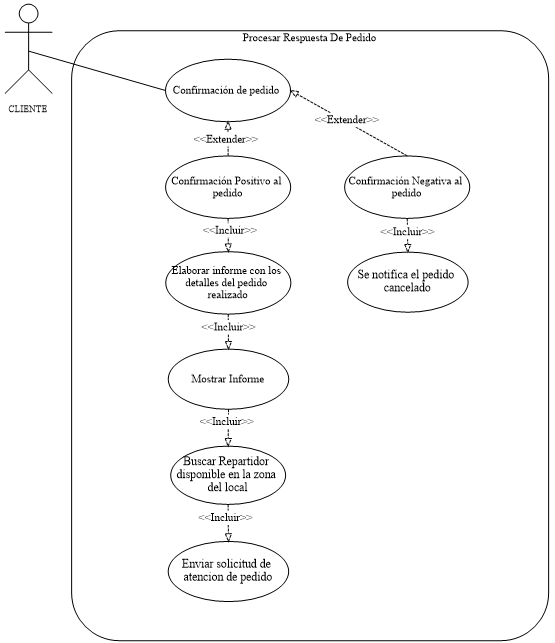 Procesar Respuesta De Pedido
CLIENTE
Confirmación de pedido
<<Extender>>
<<Extender>>
Confirmación Positivo al
pedido
Confirmación Negativa al
pedido
<<Incluir>>
<<Incluir>>
Elaborar informe con los
detalles del pedido
realizado
Se notifica el pedido
cancelado
<<Incluir>>
Mostrar Informe
<<Incluir>>
Buscar Repartidor
disponible en la zona
del local
<<Incluir>>
Enviar solicitud de
atencion de pedido